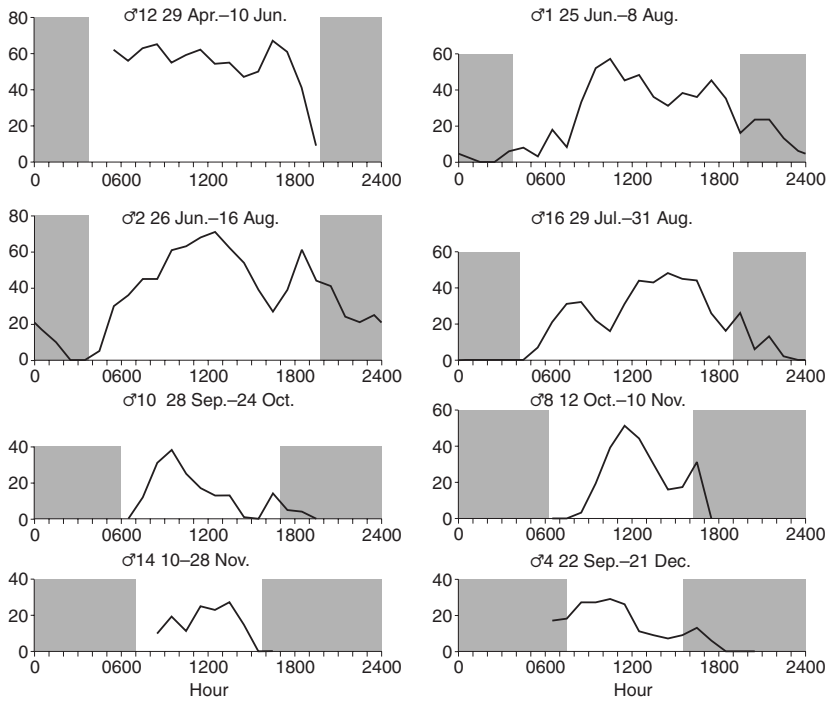 ♂12 29 Apr.–10 Jun.
80
60
40
20
0
0 0600 1200 1800 2400
♂1 25 Jun.–8 Aug.
60
40
20
0
0 0600 1200 1800 2400
♂2 26 Jun.–16 Aug.
80
60
40
20
0
0 0600 1200 1800 2400
♂16 29 Jul.–31 Aug.
60
40
20
0
0 0600 1200 1800 2400
♂10 28 Sep.–24 Oct.
40
20
0
0 0600 1200 1800 2400
♂8 12 Oct.–10 Nov.
60
40
20
0
0 0600 1200 1800 2400
♂14 10–28 Nov.
40
20
0
0 0600 1200 1800 2400
Hour
♂4 22 Sep.–21 Dec.
40
20
0
0 0600 1200 1800 2400
Hour